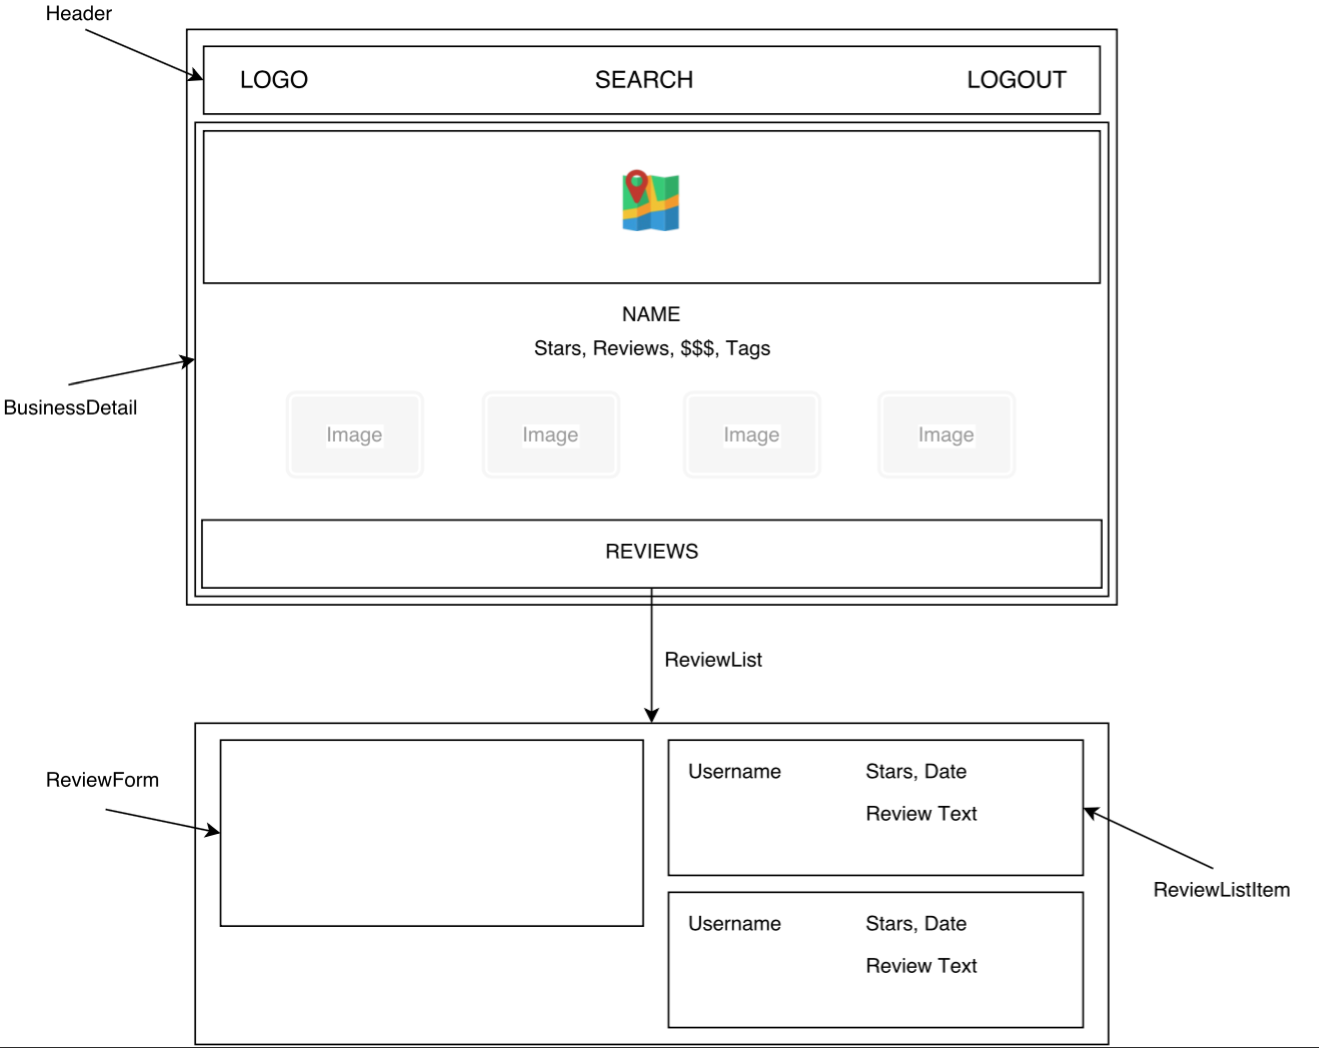 Header
LOGO SEARCH LOGOUT
NAME
Stars, Reviews, $$$, Tags
BusinessDetail
Image Image Image Image
REVIEWS
ReviewList
ReviewForm
Username Stars, Date
Review Text
ReviewListItem
Username Stars, Date
Review Text